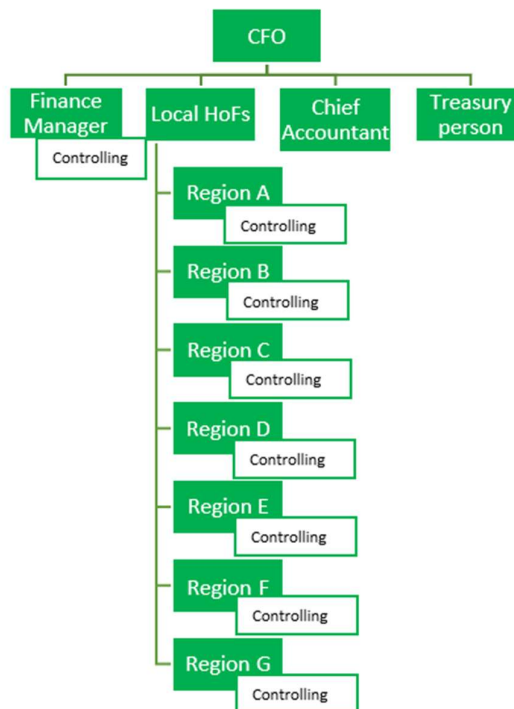 CFO
Finance
Manager
Controlling
Local HoFs
Chief
Accountant
Treasury
person
Region A
Controlling
Region B
Controlling
Region C
Controlling
Region D
Controlling
Region E
Controlling
Region F
Controlling
Region G
Controlling